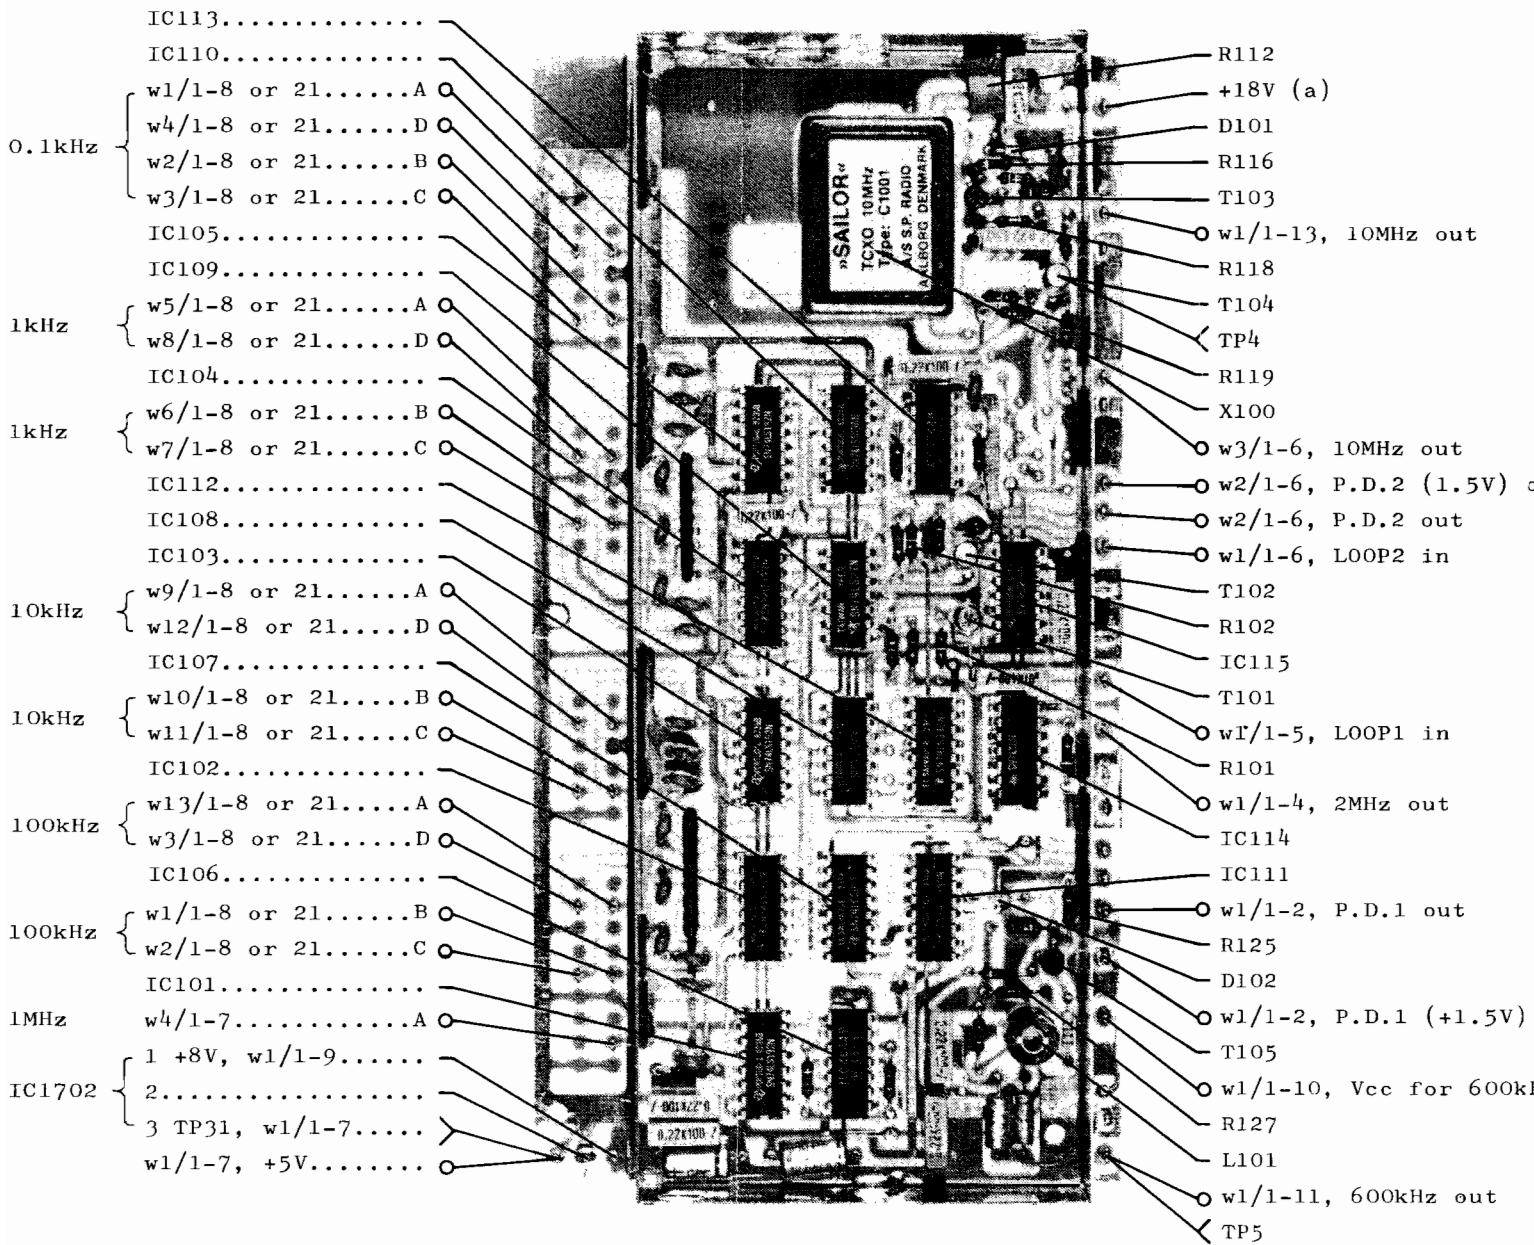 IC113..............
IC110..............
0.1kHz
w1/1-8 or 21......A
w4/1-8 or 21......D
w2/1-8 or 21......B
w3/1-8 or 21......C
IC105..............
IC109..............
1kHz
w5/1-8 or 21......A
w8/1-8 or 21......D
IC104..............
1kHz
w6/1-8 or 21......B
w7/1-8 or 21......C
IC112..............
IC108..............
IC103..............
10kHz
w9/1-8 or 21......A
w12/1-8 or 21.....D
IC107..............
10kHz
w10/1-8 or 21.....B
w11/1-8 or 21.....C
IC102..............
100kHz
w13/1-8 or 21.....A
w3/1-8 or 21......D
IC106..............
100kHz
w1/1-8 or 21......B
w2/1-8 or 21......C
IC101..............
1MHz
w4/1-7............A
IC1702
1 +8V, w1/1-9......
2..................
3 TP31, w1/1-7.....
w1/1-7, +5V........
»SAILOR«
TCXO 10MHz
Type: C1001
A/S S.P. RADIO
AALBORG DENMARK
0.22K100-/
0.22K100-/
0.22K100-/
0.22K100-/
R112
+18V (a)
D101
R116
T103
w1/1-13, 10MHz out
R118
T104
TP4
R119
X100
w3/1-6, 10MHz out
w2/1-6, P.D.2 (1.5V)
w2/1-6, P.D.2 out
w1/1-6, LOOP2 in
T102
R102
IC115
T101
w1/1-5, LOOP1 in
R101
w1/1-4, 2MHz out
IC114
IC111
w1/1-2, P.D.1 out
R125
D102
w1/1-2, P.D.1 (+1.5V)
T105
w1/1-10, Vcc for 600k
R127
L101
w1/1-11, 600kHz out
TP5